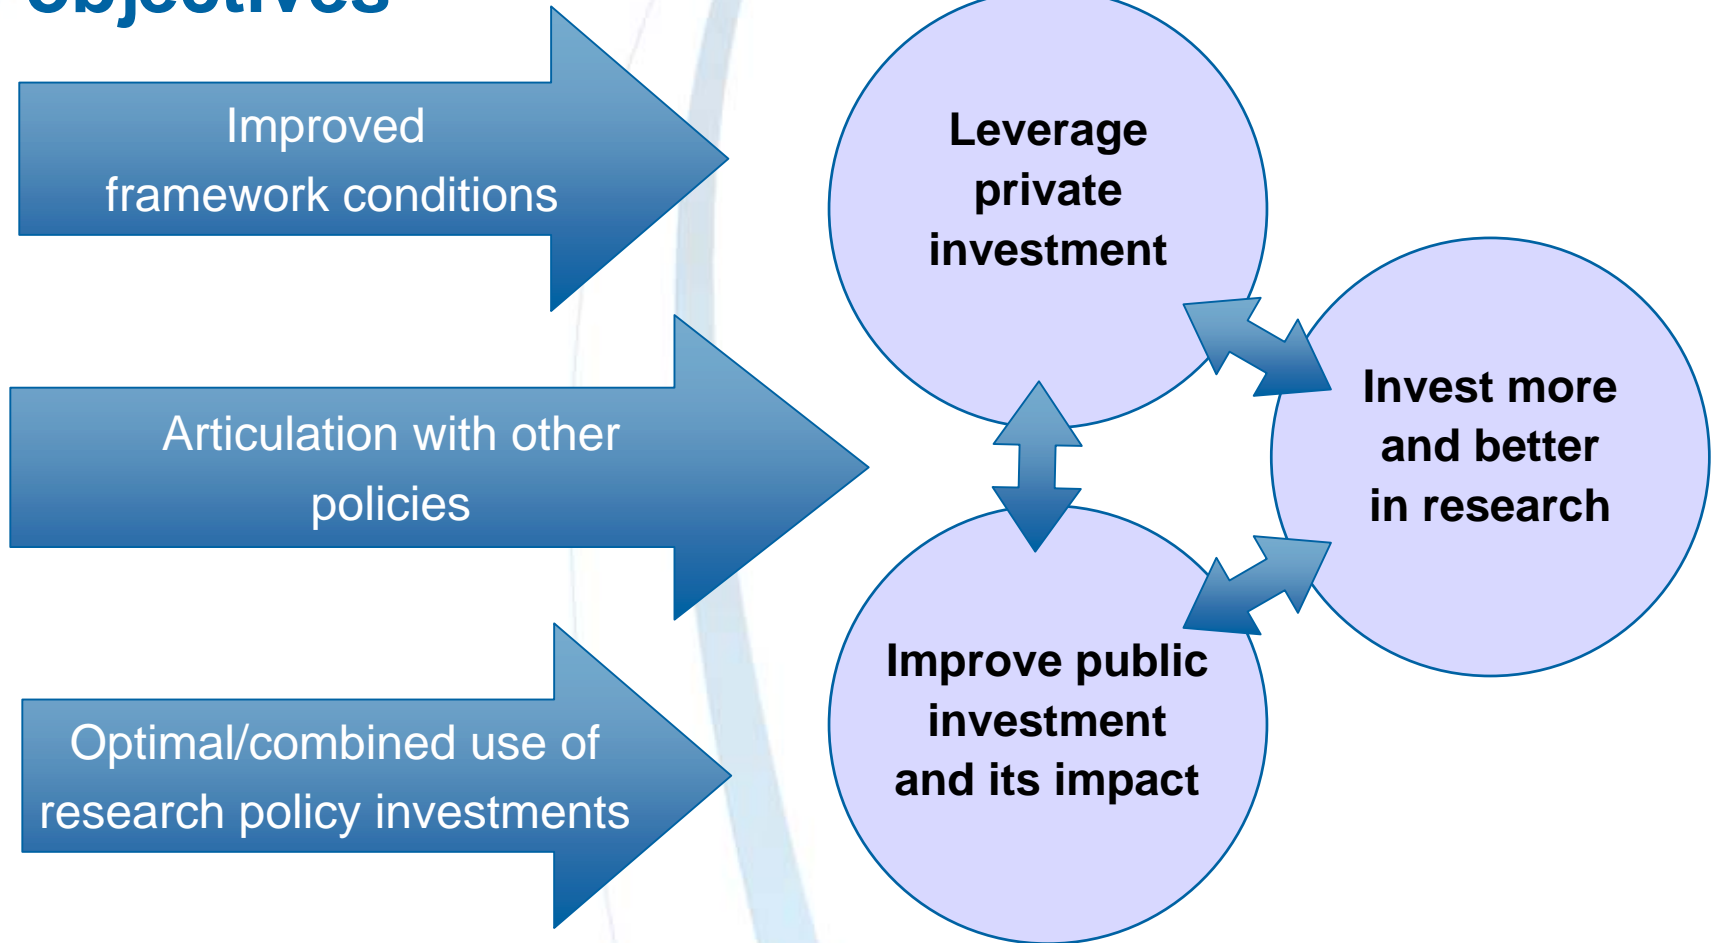 objectives
Improved
framework conditions
Articulation with other
policies
Optimal/combined use of
research policy investments
Leverage
private
investment
Invest more
and better
in research
Improve public
investment
and its impact